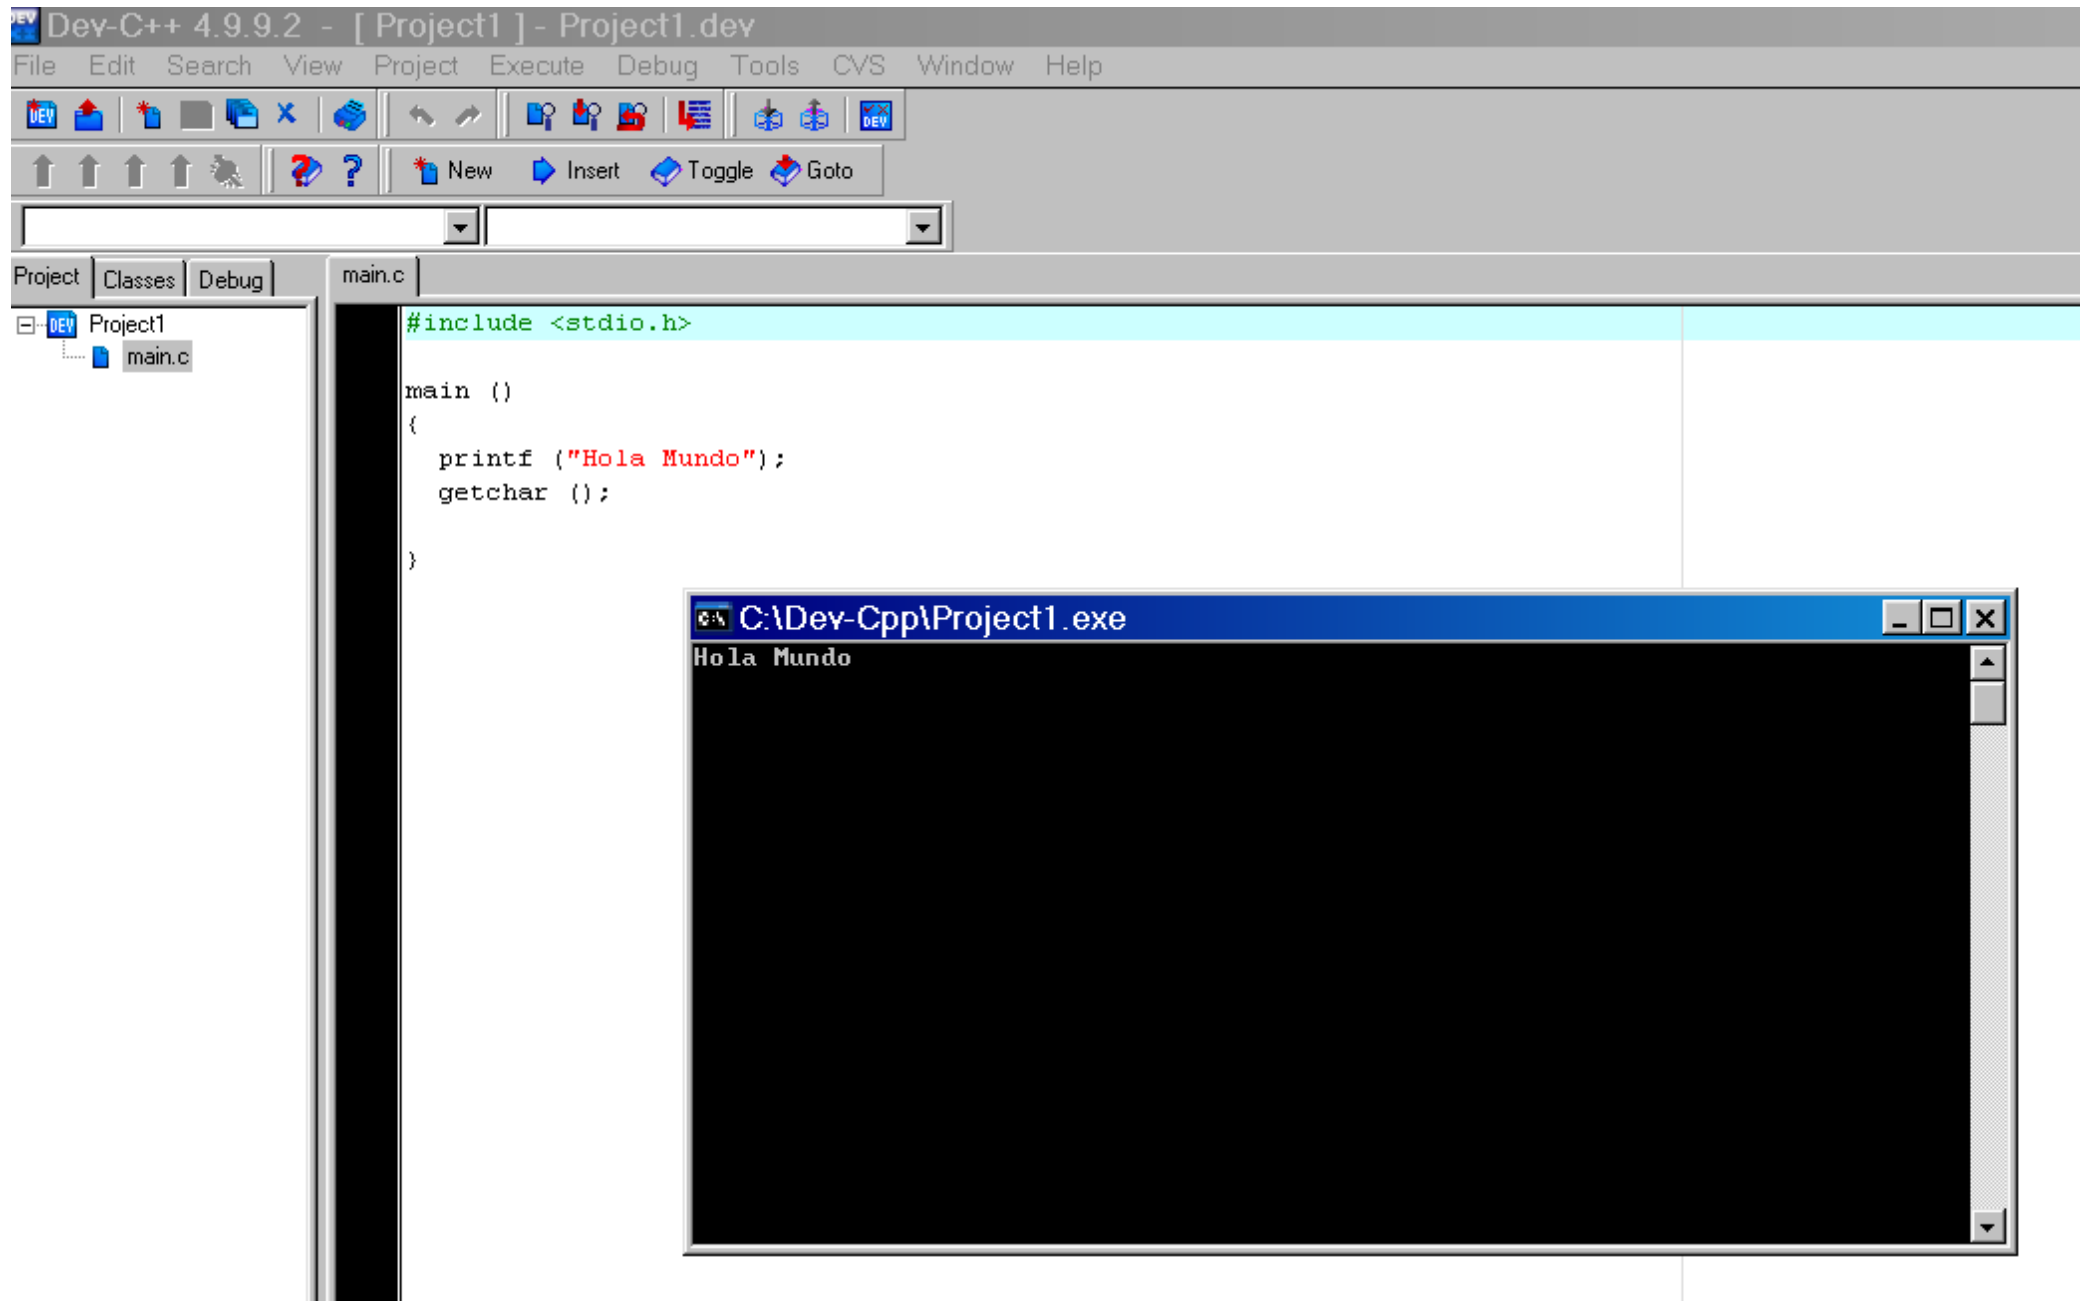 Dev-C++ 4.9.9.2 - [ Project1 ] - Project1.dev
File Edit Search View Project Execute Debug Tools CVS Window Help
New Insert Toggle Goto
Project Classes Debug main.c
Project1
main.c
#include <stdio.h>
main ()
{
printf ("Hola Mundo");
getchar ();
}
C:\Dev-Cpp\Project1.exe
Hola Mundo